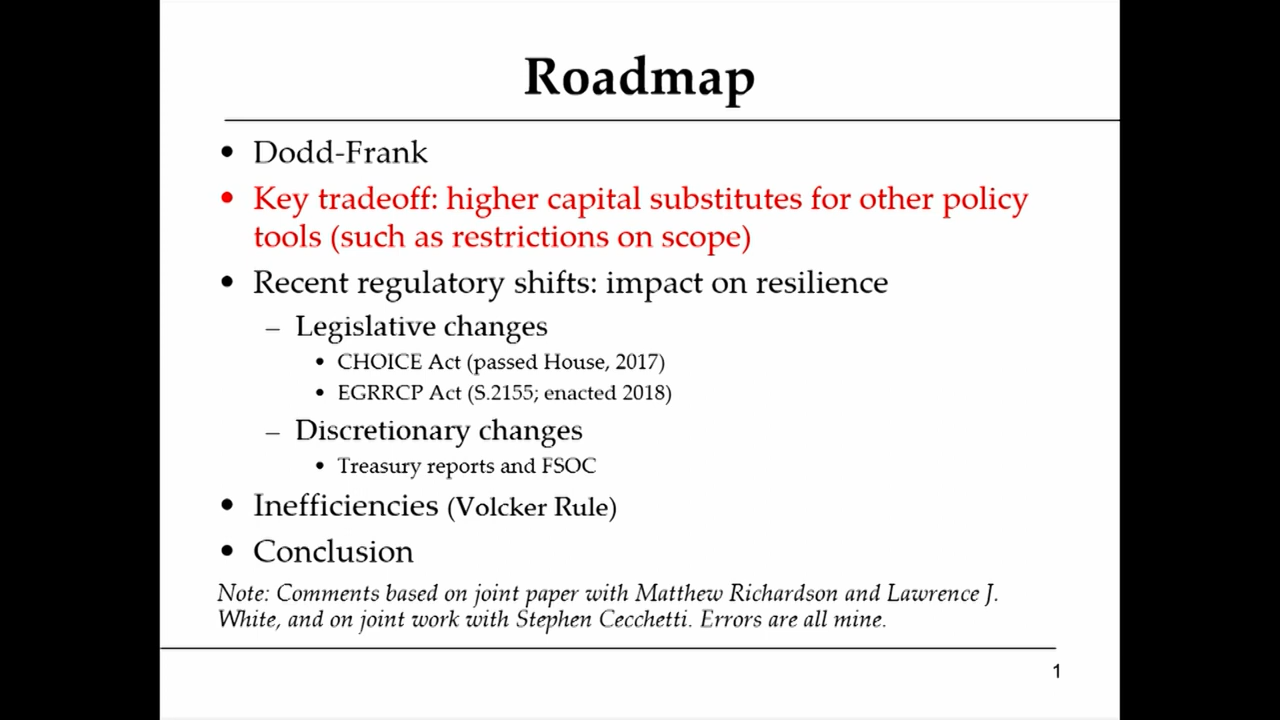 Roadmap
• Dodd-Frank
• Key tradeoff: higher capital substitutes for other policy
tools (such as restrictions on scope)
• Recent regulatory shifts: impact on resilience
– Legislative changes
• CHOICE Act (passed House, 2017)
• EGRRCP Act (S.2155; enacted 2018)
– Discretionary changes
• Treasury reports and FSOC
• Inefficiencies (Volcker Rule)
• Conclusion
Note: Comments based on joint paper with Matthew Richardson and Lawrence J.
White, and on joint work with Stephen Cecchetti. Errors are all mine.
1